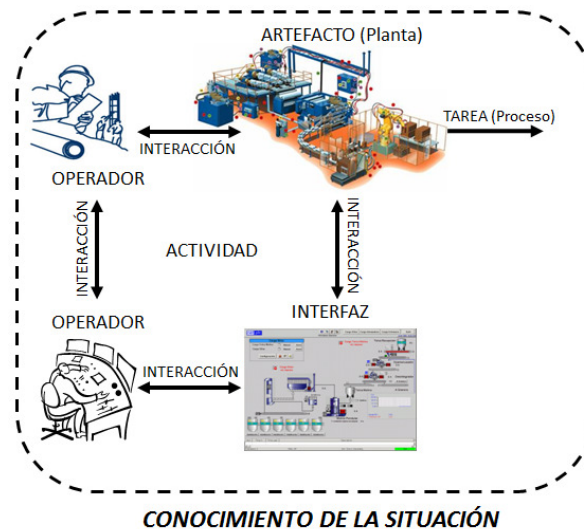 ARTEFACTO (Planta)
TAREA (Proceso)
INTERACCIÓN
OPERADOR
INTERACCIÓN
ACTIVIDAD
INTERACCIÓN
OPERADOR
INTERFAZ
INTERACCIÓN
CONOCIMIENTO DE LA SITUACIÓN